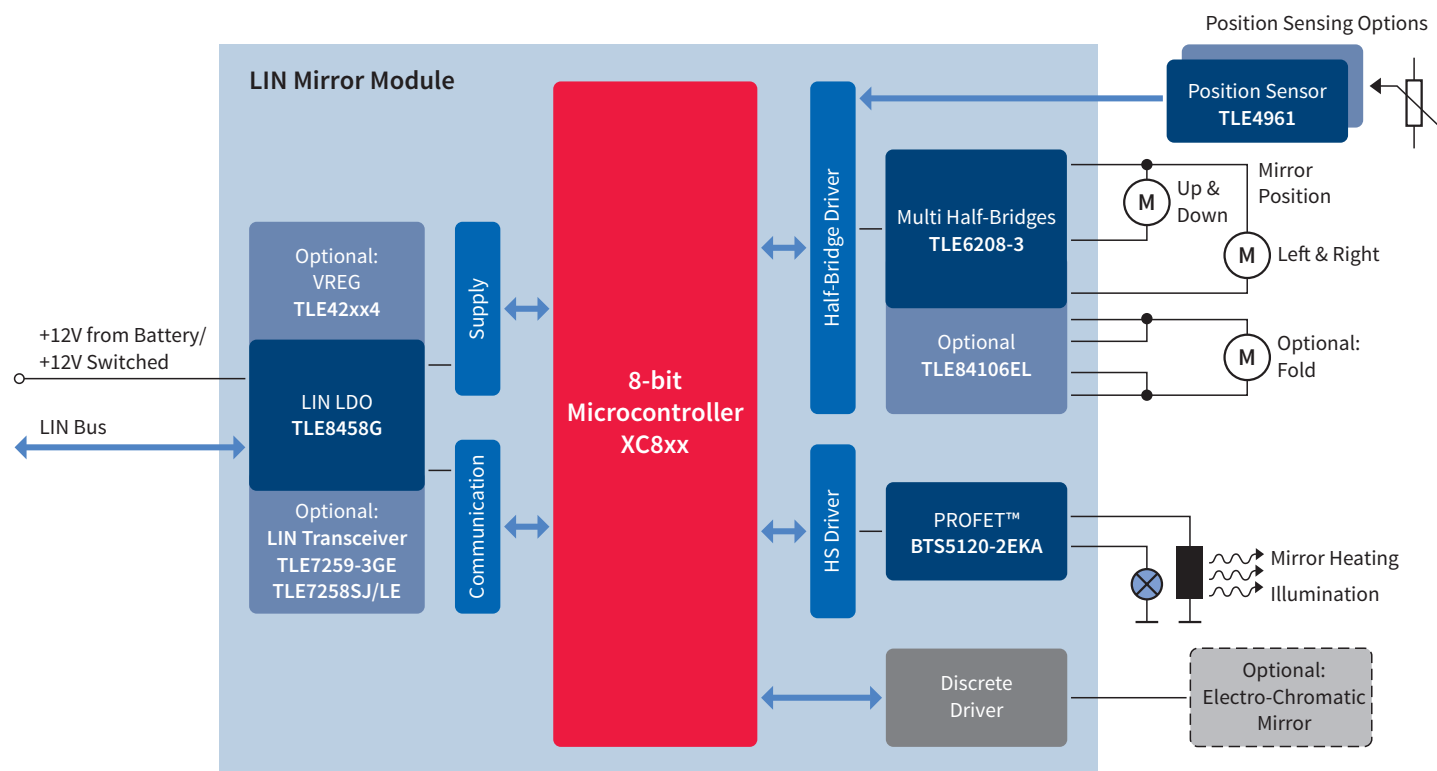 Position Sensing Options
LIN Mirror Module
Position Sensor
TLE4961
Optional:
VREG
TLE42xx4
LIN LDO
TLE8458G
Optional:
LIN Transceiver
TLE7259-3GE
TLE7258SJ/LE
+12V from Battery/
+12V Switched
LIN Bus
Supply
Communication
8-bit
Microcontroller
XC8xx
Half-Bridge Driver
HS Driver
Multi Half-Bridges
TLE6208-3
Optional
TLE84106EL
M
Up &
Down
Mirror
Position
M
Left & Right
M
Optional:
Fold
PROFET™
BTS5120-2EKA
Mirror Heating
Illumination
Discrete
Driver
Optional:
Electro-Chromatic
Mirror